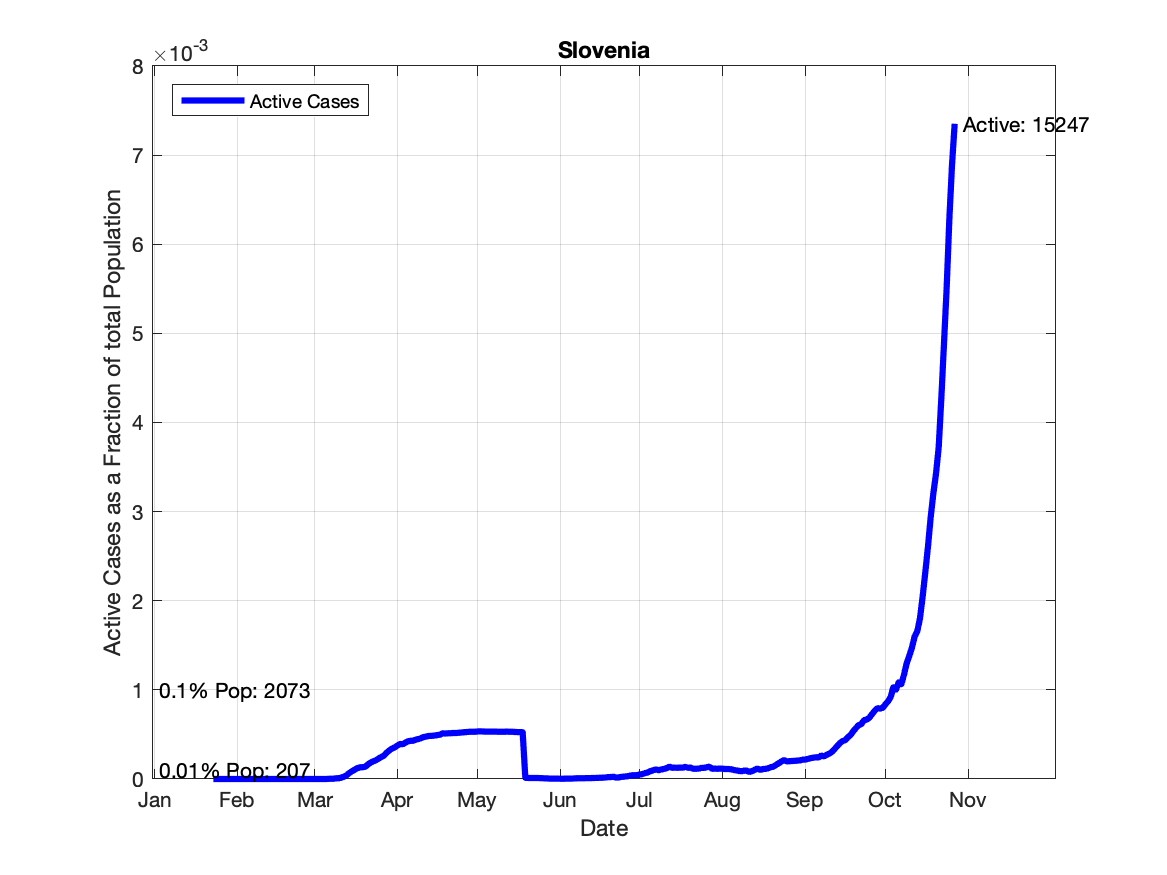 Slovenia
×10-3
Active Cases
Active: 15247
8
7
6
5
4
3
2
1
0
0.1% Pop: 2073
0.01% Pop: 207
Active Cases as a Fraction of total Population
Jan Feb Mar Apr May Jun Jul Aug Sep Oct Nov
Date